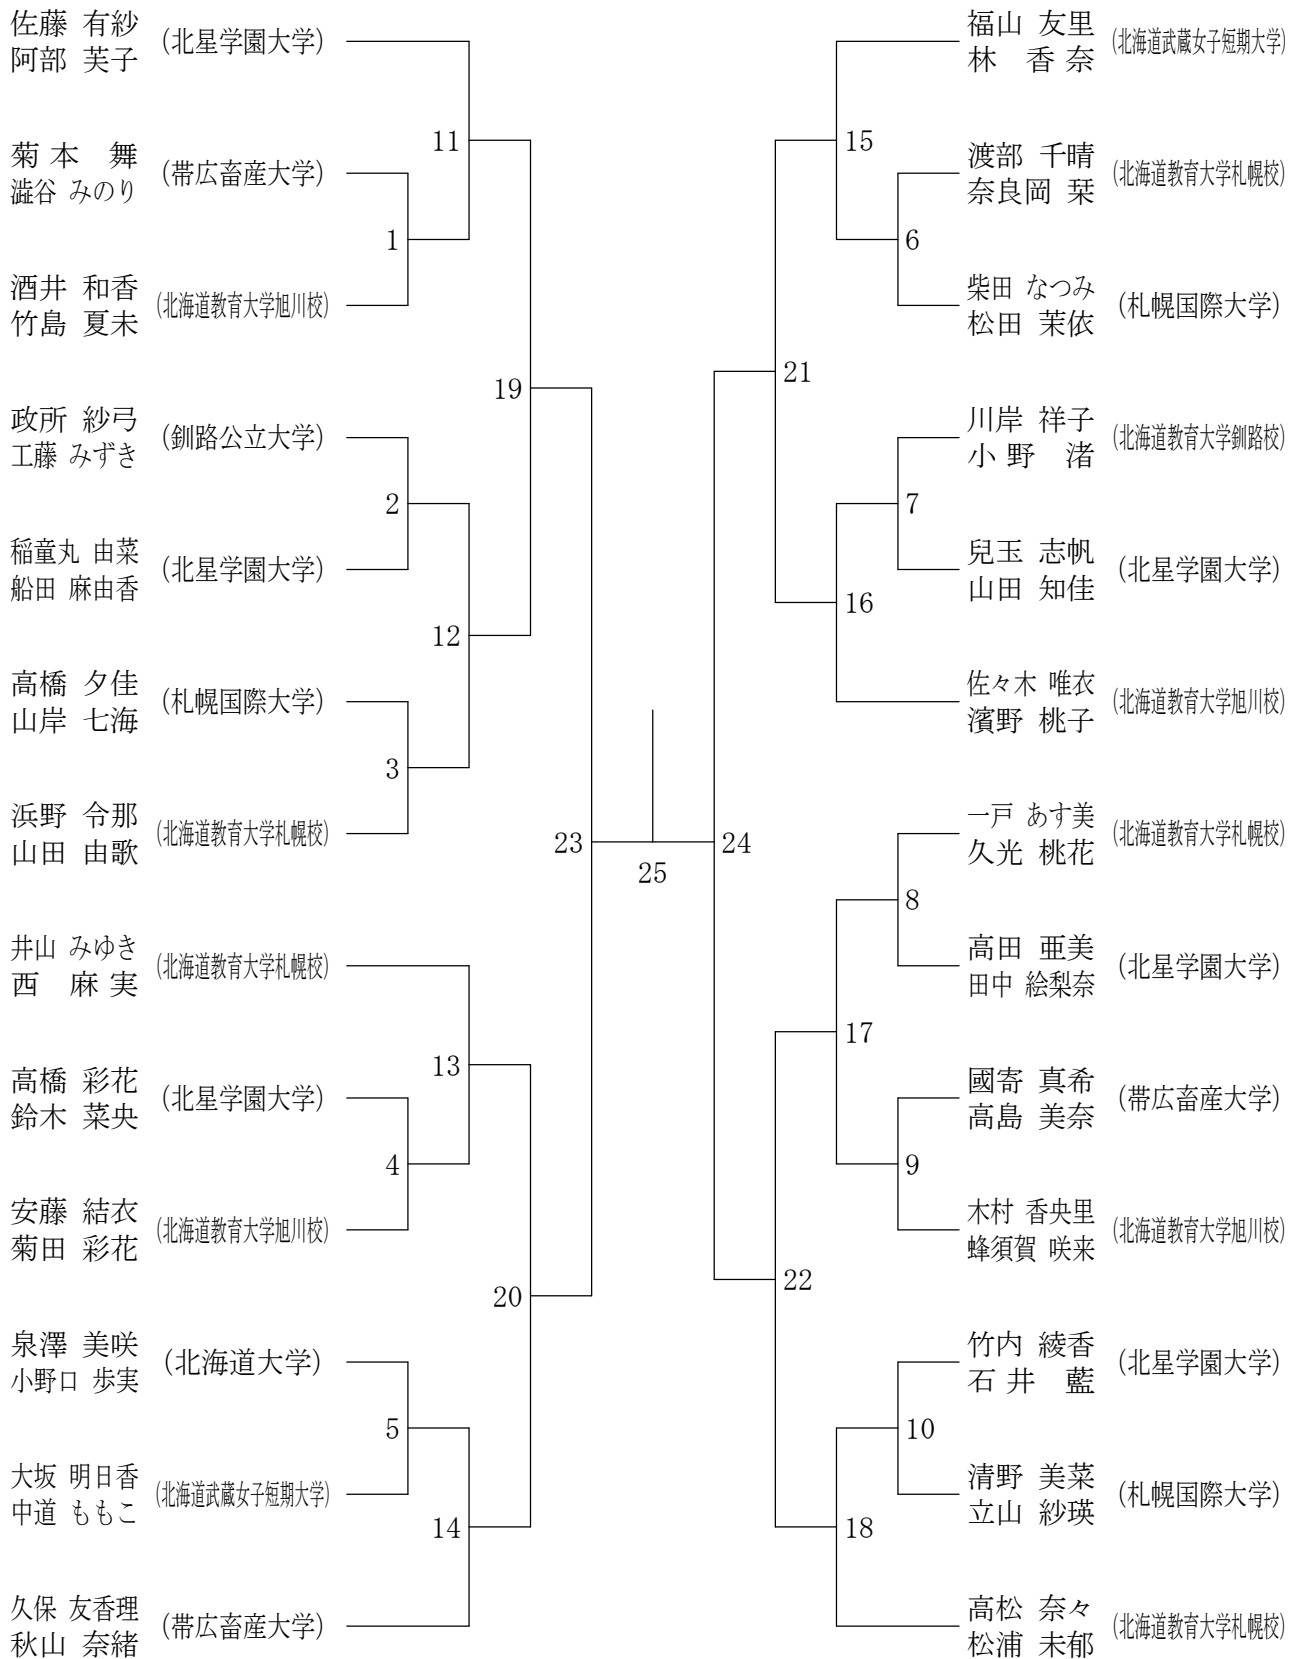 佐藤 有紗
阿部 芙子
(北星学園大学)
菊本 舞
澁谷 みのり
(帯広畜産大学)
酒井 和香
竹島 夏未
(北海道教育大学旭川校)
政所 紗弓
工藤 みずき
(釧路公立大学)
稲童丸 由菜
船田 麻由香
(北星学園大学)
高橋 夕佳
山岸 七海
(札幌国際大学)
浜野 令那
山田 由歌
(北海道教育大学札幌校)
井山 みゆき
西 麻実
(北海道教育大学札幌校)
高橋 彩花
鈴木 菜央
(北星学園大学)
安藤 結衣
菊田 彩花
(北海道教育大学旭川校)
泉澤 美咲
小野口 歩実
(北海道大学)
大坂 明日香
中道 ももこ
(北海道武蔵女子短期大学)
久保 友香理
秋山 奈緒
(帯広畜産大学)
1
2
3
4
5
11
12
13
14
19
20
23
25
24
21
22
15
16
17
18
6
7
8
9
10
福山 友里
林 香奈
(北海道武蔵女子短期大学)
渡部 千晴
奈良岡 栞
(北海道教育大学札幌校)
柴田 なつみ
松田 茉依
(札幌国際大学)
川岸 祥子
小野 渚
(北海道教育大学釧路校)
兒玉 志帆
山田 知佳
(北星学園大学)
佐々木 唯衣
濱野 桃子
(北海道教育大学旭川校)
一戸 あす美
久光 桃花
(北海道教育大学札幌校)
高田 亜美
田中 絵梨奈
(北星学園大学)
國寄 真希
高島 美奈
(帯広畜産大学)
木村 香央里
蜂須賀 咲来
(北海道教育大学旭川校)
竹内 綾香
石井 藍
(北星学園大学)
清野 美菜
立山 紗瑛
(札幌国際大学)
高松 奈々
松浦 未郁
(北海道教育大学札幌校)